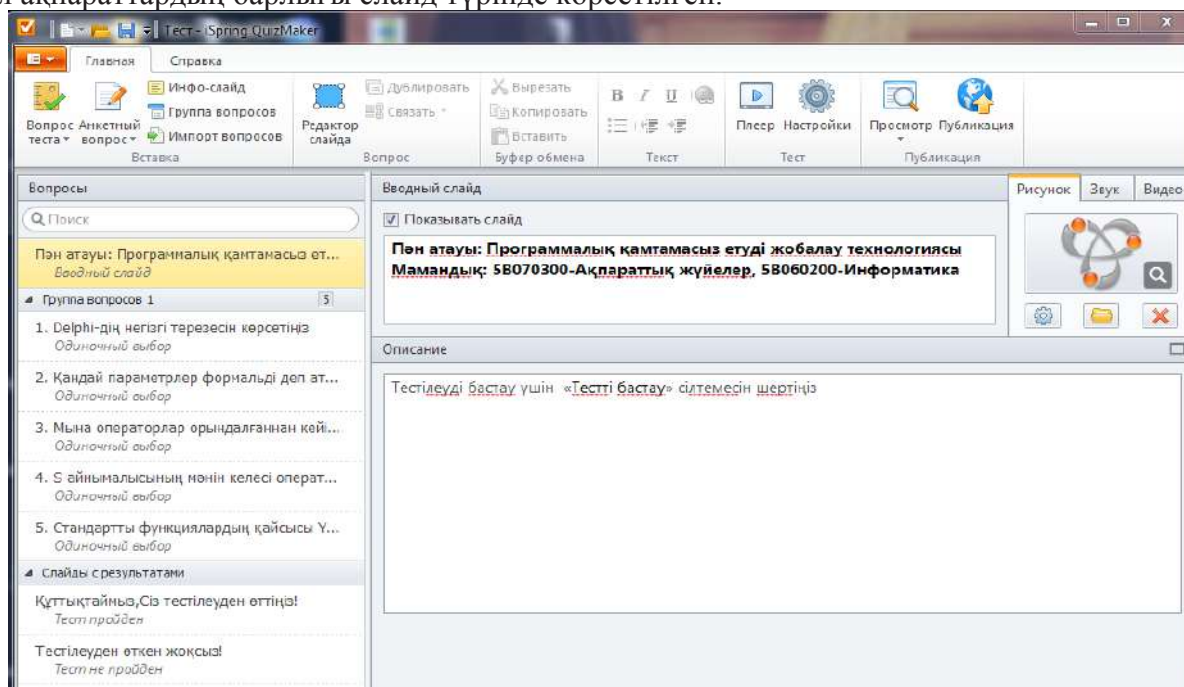 ақпараттардың барлығы слайд түрінде көрсетілген.
Тест - iSpring QuizMaker
Главная Справка
Вопрос теста
Анкетный вопрос
Инфо-слайд
Группа вопросов
Импорт вопросов
Вставка
Редактор слайда
Дублировать
Связать
Вопрос
Вырезать
Копировать
Вставить
Буфер обмена
B I U
Текст
Плеер Настройки
Тест
Просмотр Публикация
Публикация
Вопросы
Поиск
Пән атауы: Программалық қамтамасыз ет...
Вводный слайд
Группа вопросов 1 5
1. Delphi-дің негізгі терезесін көрсетіңіз
Одиночный выбор
2. Қандай параметрлер формальді деп ат...
Одиночный выбор
3. Мына операторлар орындалғаннан кейі...
Одиночный выбор
4. S айнымалысының мәнін келесі операт...
Одиночный выбор
5. Стандартты функциялардың қайсысы Y...
Одиночный выбор
Слайды с результатами
Құттықтаймыз,Сіз тестілеуден өттіңіз!
Тест пройден
Тестілеуден өткен жоқсыз!
Тест не пройден
Вводный слайд
Показывать слайд
Пән атауы: Программалық қамтамасыз етуді жобалау технологиясы
Мамандық: 5В070300-Ақпараттық жүйелер, 5В060200-Информатика
Описание
Тестілеуді бастау үшін «Тестті бастау» сілтемесін шертіңіз
Рисунок Звук Видео